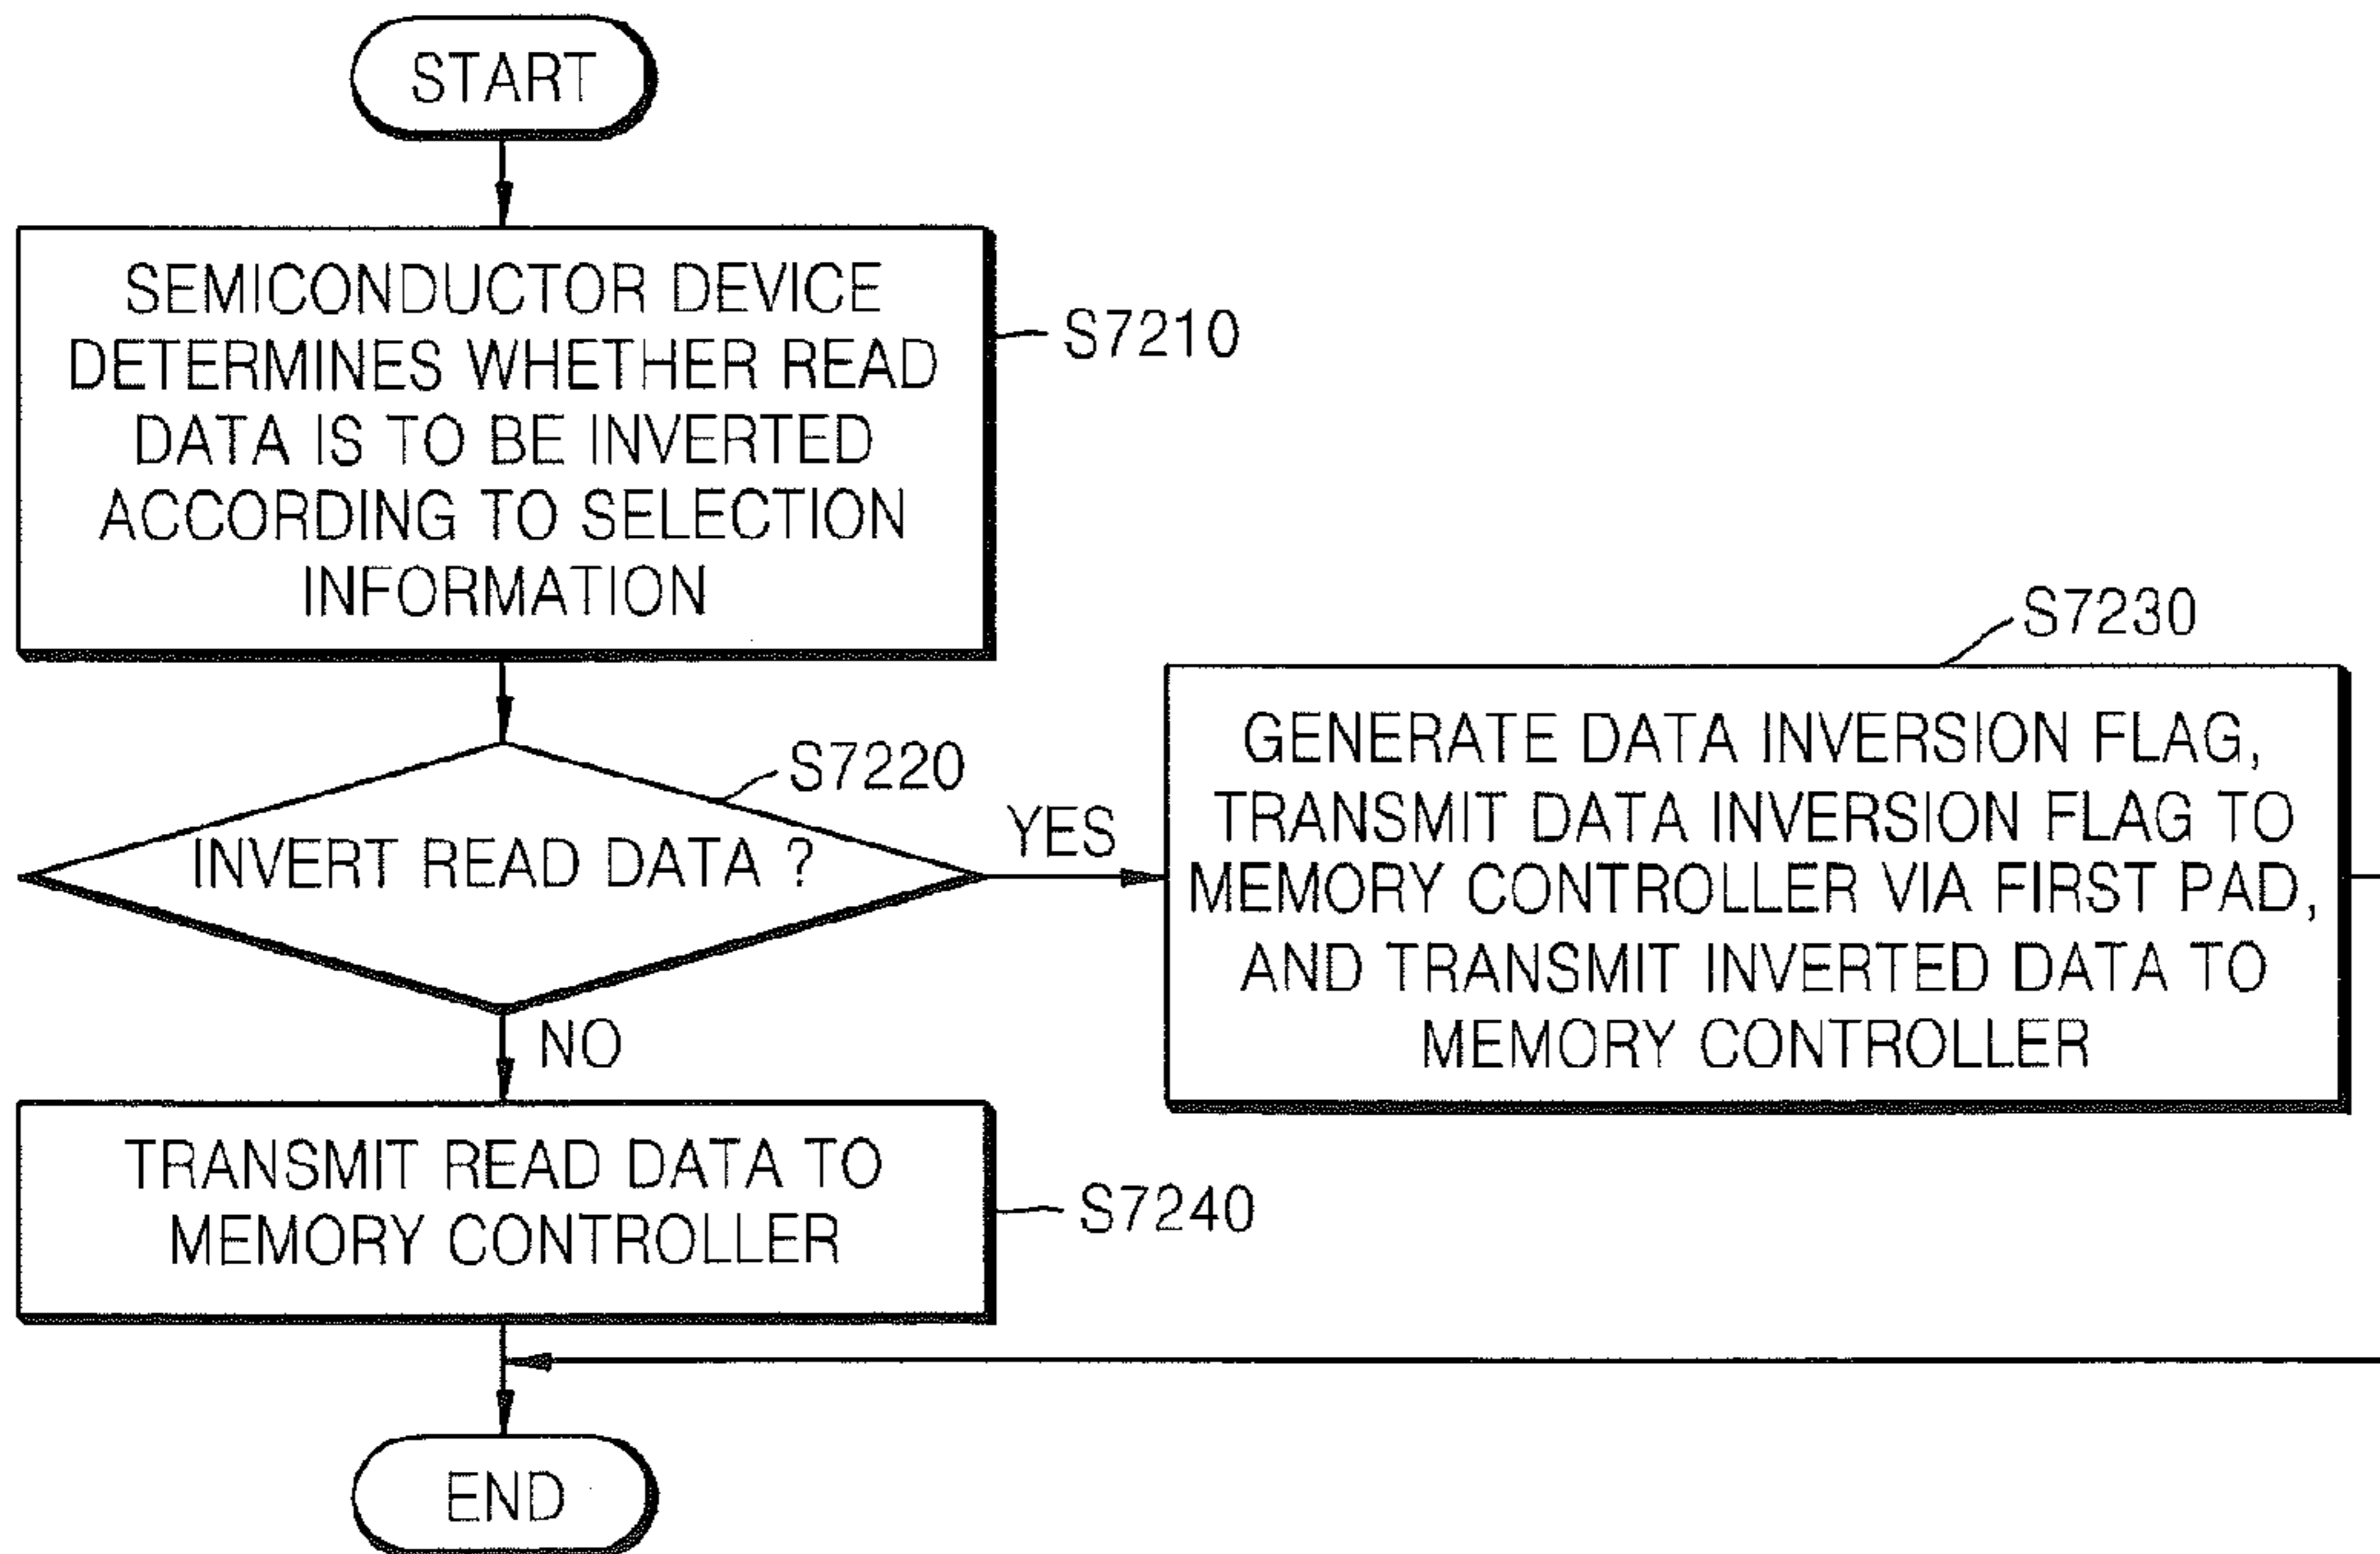 START
SEMICONDUCTOR DEVICE
DETERMINES WHETHER READ
DATA IS TO BE INVERTED
ACCORDING TO SELECTION
INFORMATION
S7210
INVERT READ DATA ?
S7220
YES
GENERATE DATA INVERSION FLAG,
TRANSMIT DATA INVERSION FLAG TO
MEMORY CONTROLLER VIA FIRST PAD,
AND TRANSMIT INVERTED DATA TO
MEMORY CONTROLLER
S7230
NO
TRANSMIT READ DATA TO
MEMORY CONTROLLER
S7240
END